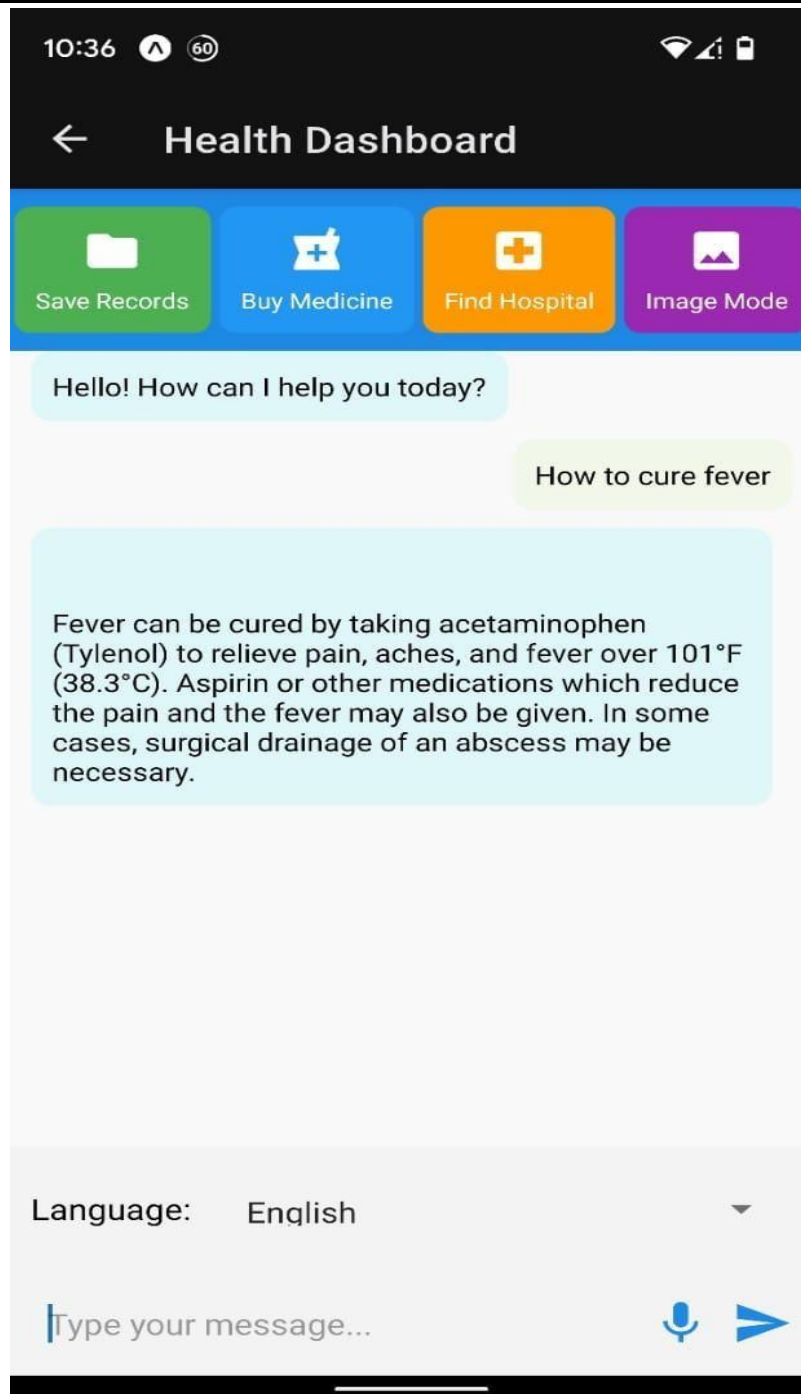 10:36 60
Health Dashboard
Save Records Buy Medicine Find Hospital Image Mode
Hello! How can I help you today?
How to cure fever
Fever can be cured by taking acetaminophen
(Tylenol) to relieve pain, aches, and fever over 101°F
(38.3°C). Aspirin or other medications which reduce
the pain and the fever may also be given. In some
cases, surgical drainage of an abscess may be
necessary.
Language: English
Type your message...